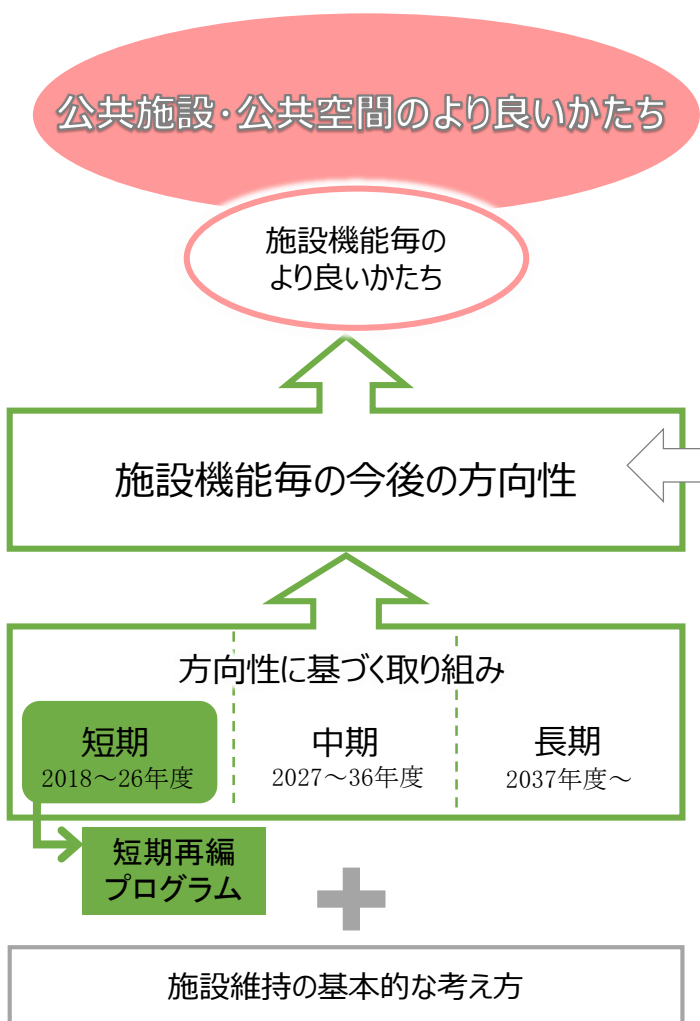 公共施設・公共空間のより良いかたち
施設機能毎の
より良いかたち
施設機能毎の今後の方向性
方向性に基づく取り組み
短期
2018～26年度
中期
2027～36年度
長期
2037年度～
短期再編
プログラム
施設維持の基本的な考え方